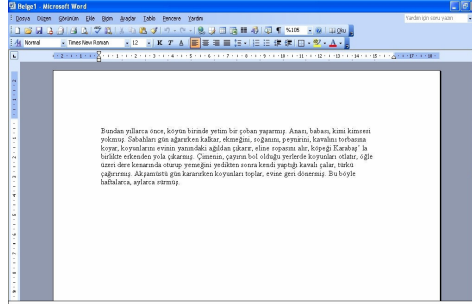 Belge1 - Microsoft Word
Dosya Düzen Görünüm Ekle Biçim Araçlar Tablo Pencere Yardım
Yardım için soru yazın
%105
Oku
Normal Times New Roman 12 K T A
Bundan yıllarca önce, köyün birinde yetim bir çoban yaşarmış. Anası, babası, kimi kimsesi
yokmuş. Sabahları gün ağarırken kalkar, ekmeğini, soğanını, peynirini, kavalını torbasına
koyar, koyunlarını evinin yanındaki ağıldan çıkarır, eline sopasını alır, köpeği Karabaş' la
birlikte erkenden yola çıkarmış. Çimenin, çayırın bol olduğu yerlerde koyunları otlatır, öğle
üzeri dere kenarında oturup yemeğini yedikten sonra kendi yaptığı kavalı çalar, türkü
çağırırmış. Akşamüstü gün kararırken koyunları toplar, evine geri dönermiş. Bu böyle
haftalarca, aylarca sürmüş.